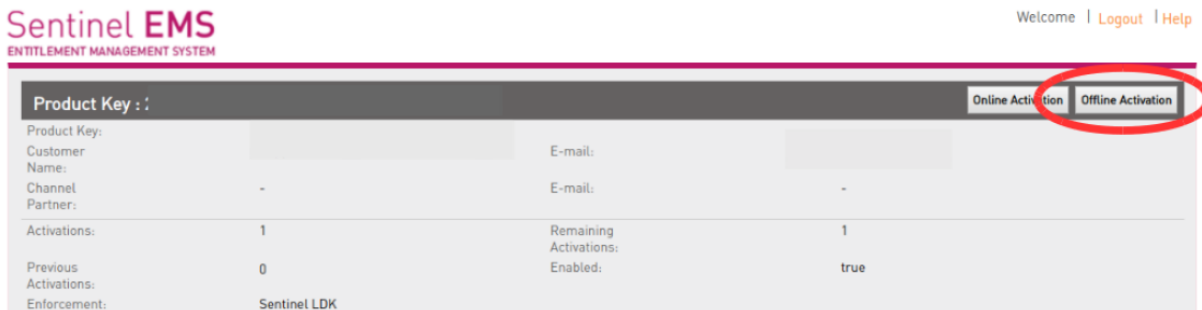 Sentinel EMS
Welcome | Logout | Help
ENTITLEMENT MANAGEMENT SYSTEM
Product Key :
Online Activation
Offline Activation
Product Key:
Customer Name:
E-mail:
Channel Partner:
-
E-mail:
-
Activations:
1
Remaining Activations:
1
Previous Activations:
0
Enabled:
true
Enforcement:
Sentinel LDK